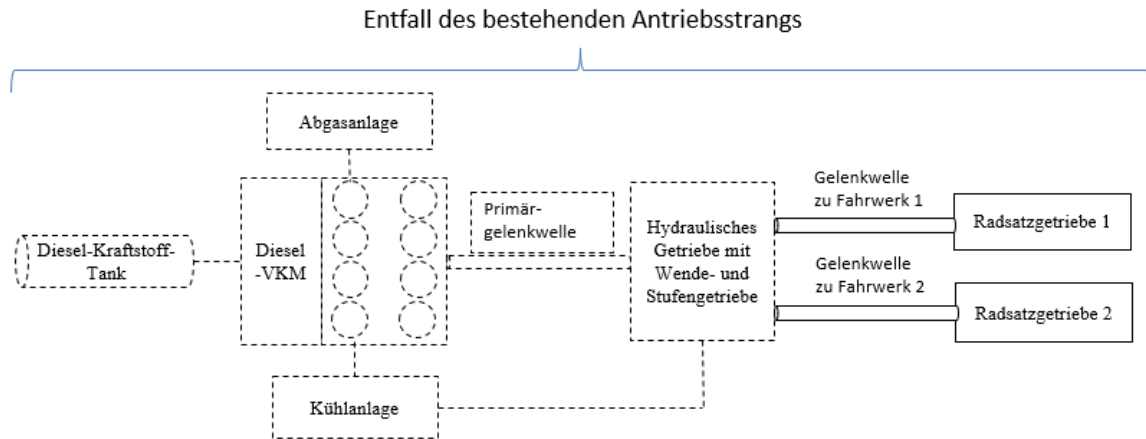 Entfall des bestehenden Antriebsstrangs
Abgasanlage
Diesel-Kraftstoff-
Tank
Diesel
-VKM
Primär-
gelenkwelle
Hydraulisches
Getriebe mit
Wende- und
Stufengetriebe
Gelenkwelle
zu Fahrwerk 1
Radsatzgetriebe 1
Gelenkwelle
zu Fahrwerk 2
Radsatzgetriebe 2
Kühlanlage